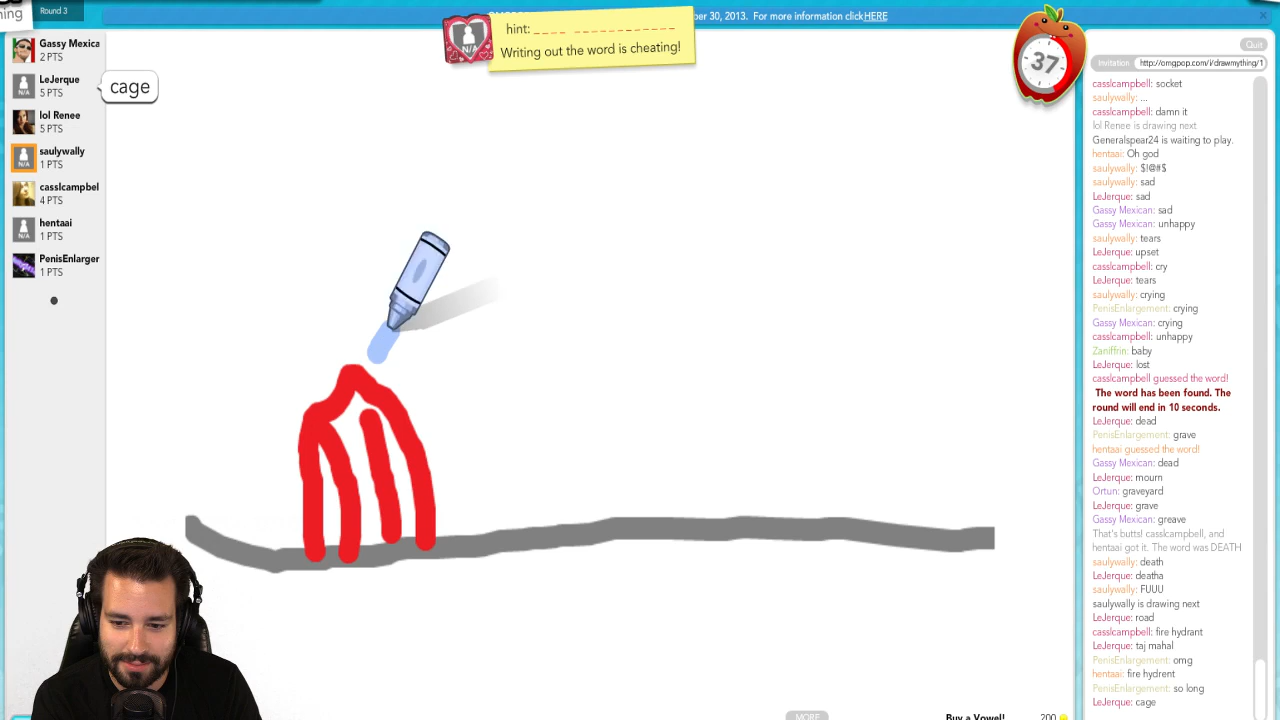 hing
Round 3
ber 30, 2013. For more information click HERE
hint: ____ _________
Writing out the word is cheating!
37
Quit
Invitation
http://omgpop.com/i/drawmything/1
Gassy Mexica
2 PTS
LeJerque
5 PTS
cage
lol Renee
5 PTS
saulywally
1 PTS
casslcampbel
4 PTS
hentaai
1 PTS
PenisEnlarger
1 PTS
N/A
N/A
N/A
N/A
casslcampbell: socket
saulywally: ...
casslcampbell: damn it
lol Renee is drawing next
Generalspear24 is waiting to play.
hentaai: Oh god
saulywally: $!@#$
saulywally: sad
LeJerque: sad
Gassy Mexican: sad
Gassy Mexican: unhappy
saulywally: tears
LeJerque: upset
casslcampbell: cry
LeJerque: tears
saulywally: crying
PenisEnlargement: crying
Gassy Mexican: crying
casslcampbell: unhappy
Zaniffrin: baby
LeJerque: lost
casslcampbell guessed the word!
The word has been found. The
round will end in 10 seconds.
LeJerque: dead
PenisEnlargement: grave
hentaai guessed the word!
Gassy Mexican: dead
LeJerque: mourn
Ortun: graveyard
LeJerque: grave
Gassy Mexican: greave
That's butts! casslcampbell, and
hentaai got it. The word was DEATH
saulywally: death
LeJerque: deatha
saulywally: FUUU
saulywally is drawing next
LeJerque: road
casslcampbell: fire hydrant
LeJerque: taj mahal
PenisEnlargement: omg
hentaai: fire hydrent
PenisEnlargement: so long
LeJerque: cage
MORE
Buy a Vowel!
200